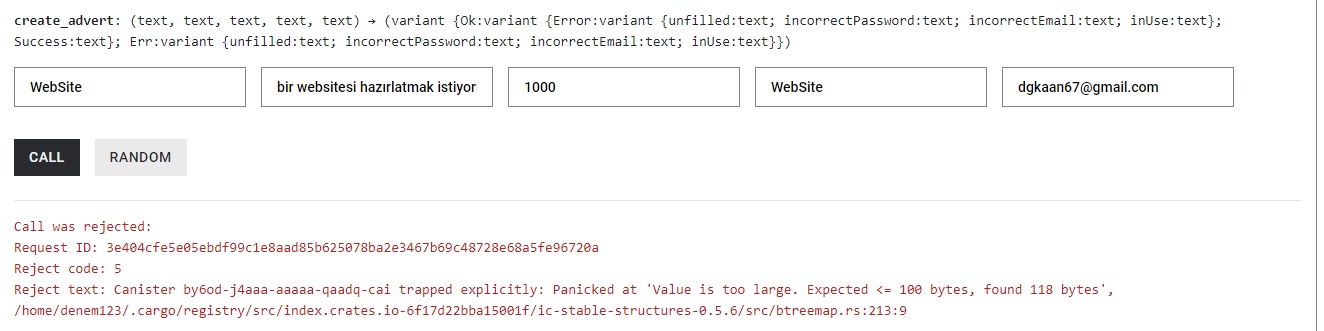 create_advert: (text, text, text, text, text) → (variant {Ok:variant {Error:variant {unfilled:text; incorrectPassword:text; incorrectEmail:text; inUse:text};
Success:text}; Err:variant {unfilled:text; incorrectPassword:text; incorrectEmail:text; inUse:text}})
WebSite bir websitesi hazırlatmak istiyor 1000 WebSite dgkaan67@gmail.com
CALL RANDOM
Call was rejected:
Request ID: 3e404cfe5e05ebdf99c1e8aad85b625078ba2e3467b69c48728e68a5fe96720a
Reject code: 5
Reject text: Canister by6od-j4aaa-aaaaa-qaadq-cai trapped explicitly: Panicked at 'Value is too large. Expected <= 100 bytes, found 118 bytes',
/home/denem123/.cargo/registry/src/index.crates.io-6f17d22bba15001f/ic-stable-structures-0.5.6/src/btreemap.rs:213:9